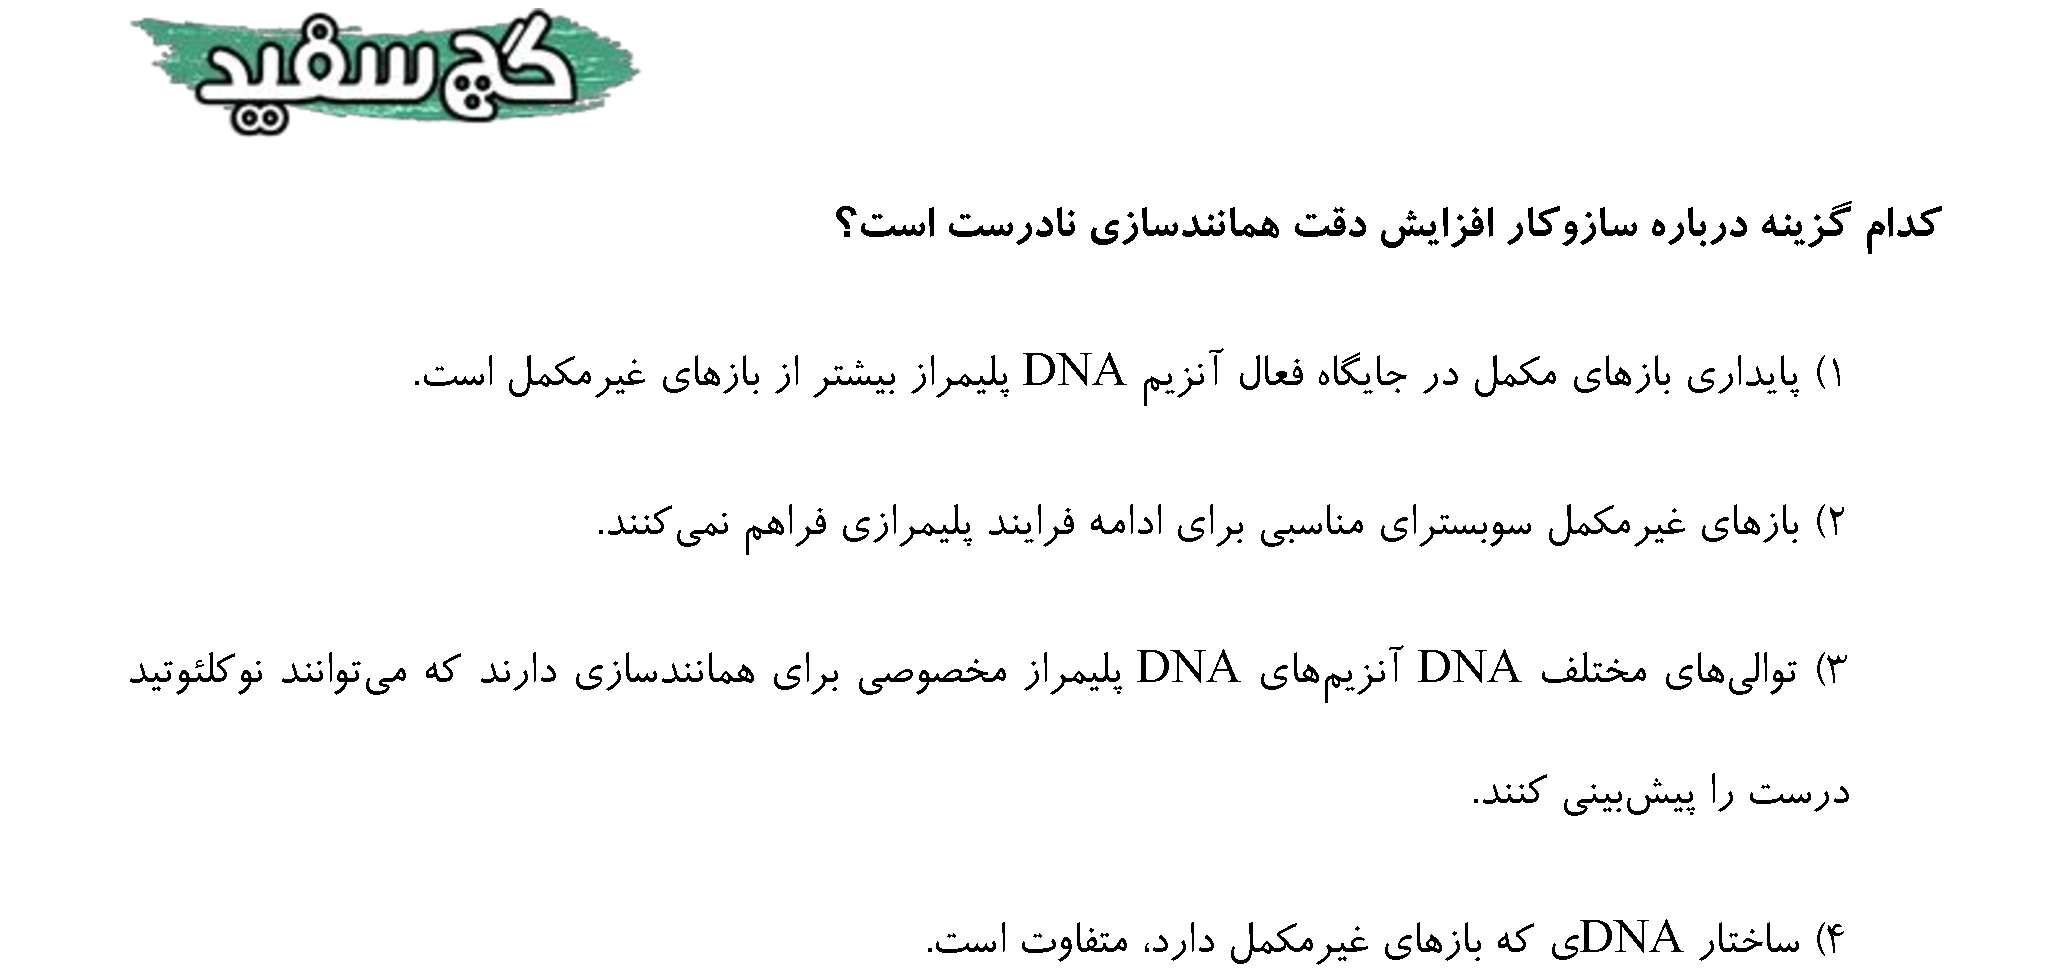 گچ سفید
کدام گزینه درباره سازوکار افزایش دقت همانندسازی نادرست است؟
۱) پایداری بازهای مکمل در جایگاه فعال آنزیم DNA پلیمراز بیشتر از بازهای غیرمکمل است.
۲) بازهای غیرمکمل سوبسترای مناسبی برای ادامه فرایند پلیمرازی فراهم نمی‌کنند.
۳) توالی‌های مختلف DNA آنزیم‌های DNA پلیمراز مخصوصی برای همانندسازی دارند که می‌توانند نوکلئوتید
درست را پیش‌بینی کنند.
۴) ساختار DNAی که بازهای غیرمکمل دارد، متفاوت است.